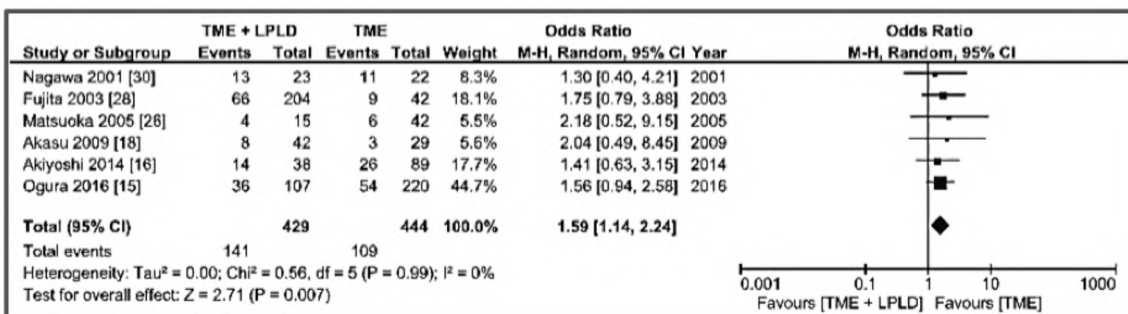 TME + LPLD TME Odds Ratio Odds Ratio
Study or Subgroup Events Total Events Total Weight M-H, Random, 95% CI Year M-H, Random, 95% CI
Nagawa 2001 [30] 13 23 11 22 8.3% 1.30 [0.40, 4.21] 2001
Fujita 2003 [28] 66 204 9 42 18.1% 1.75 [0.79, 3.88] 2003
Matsuoka 2005 [26] 4 15 6 42 5.5% 2.18 [0.52, 9.15] 2005
Akasu 2009 [18] 8 42 3 29 5.6% 2.04 [0.49, 8.45] 2009
Akiyoshi 2014 [16] 14 38 26 89 17.7% 1.41 [0.63, 3.15] 2014
Ogura 2016 [15] 36 107 54 220 44.7% 1.56 [0.94, 2.58] 2016
Total (95% CI) 429 444 100.0% 1.59 [1.14, 2.24]
Total events 141 109
Heterogeneity: Tau² = 0.00; Chi² = 0.56, df = 5 (P = 0.99); I² = 0%
Test for overall effect: Z = 2.71 (P = 0.007)
0.001 0.1 1 10 1000
Favours [TME + LPLD] Favours [TME]